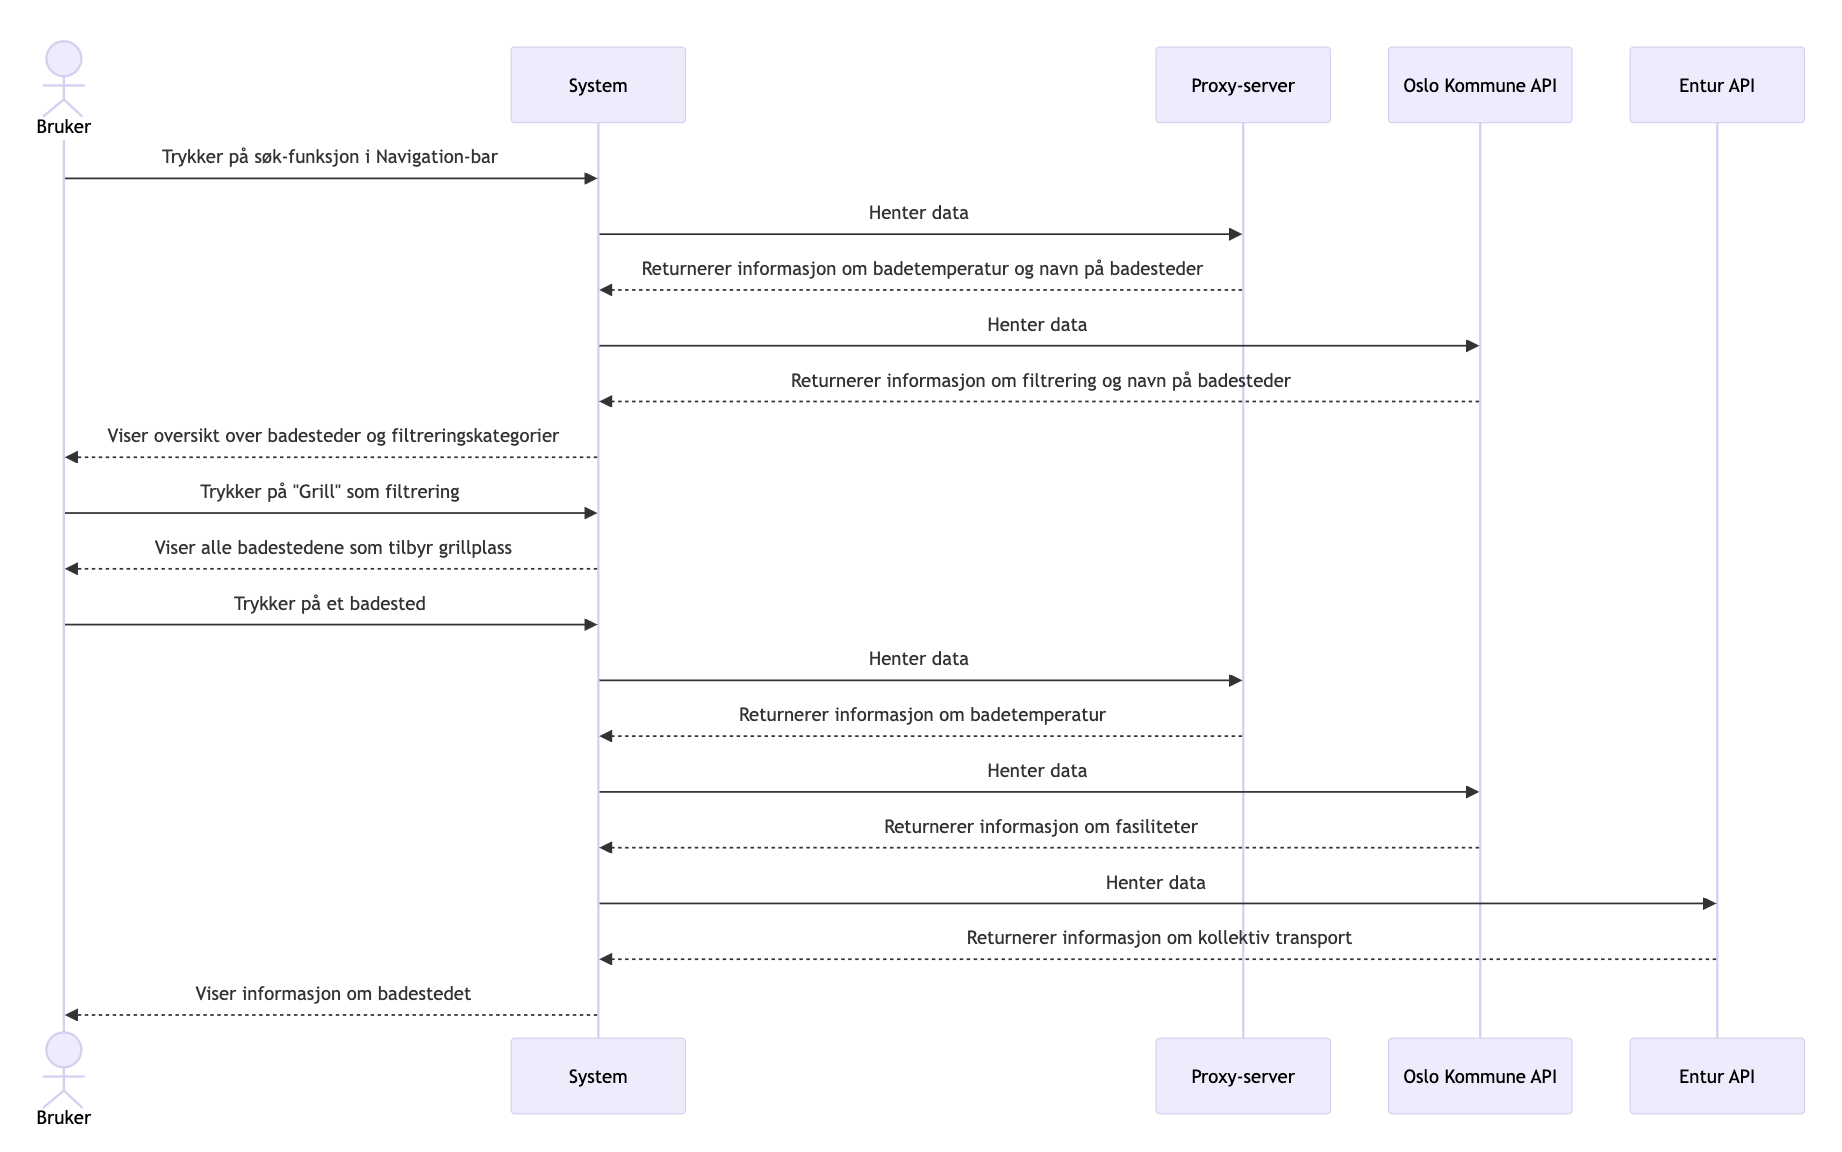 Bruker
System
Proxy-server
Oslo Kommune API
Entur API
Trykker på søk-funksjon i Navigation-bar
Henter data
Returnerer informasjon om badetemperatur og navn på badesteder
Henter data
Returnerer informasjon om filtrering og navn på badesteder
Viser oversikt over badesteder og filtreringskategorier
Trykker på "Grill" som filtrering
Viser alle badestedene som tilbyr grillplass
Trykker på et badested
Henter data
Returnerer informasjon om badetemperatur
Henter data
Returnerer informasjon om fasiliteter
Henter data
Returnerer informasjon om kollektiv transport
Viser informasjon om badestedet
Bruker
System
Proxy-server
Oslo Kommune API
Entur API